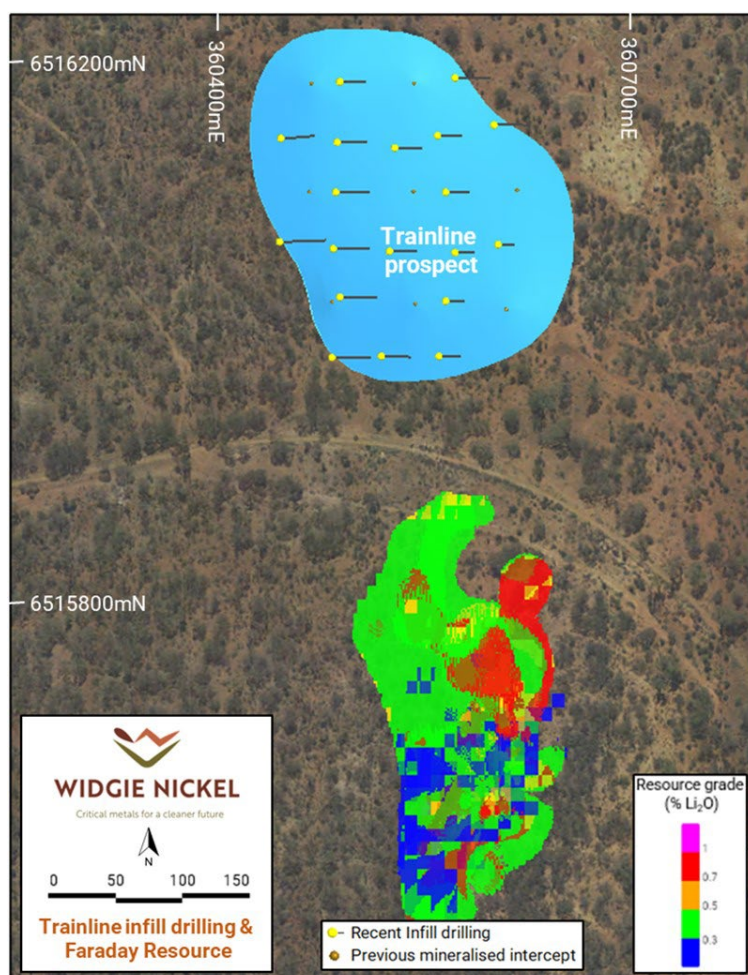 6516200mN
360400mE
360700mE
Trainline
prospect
6515800mN
WIDGIE NICKEL
Critical metals for a cleaner future
N
0 50 100 150
Trainline infill drilling &
Faraday Resource
Recent Infill drilling
Previous mineralised intercept
Resource grade
(% Li₂O)
1
0.7
0.5
0.3